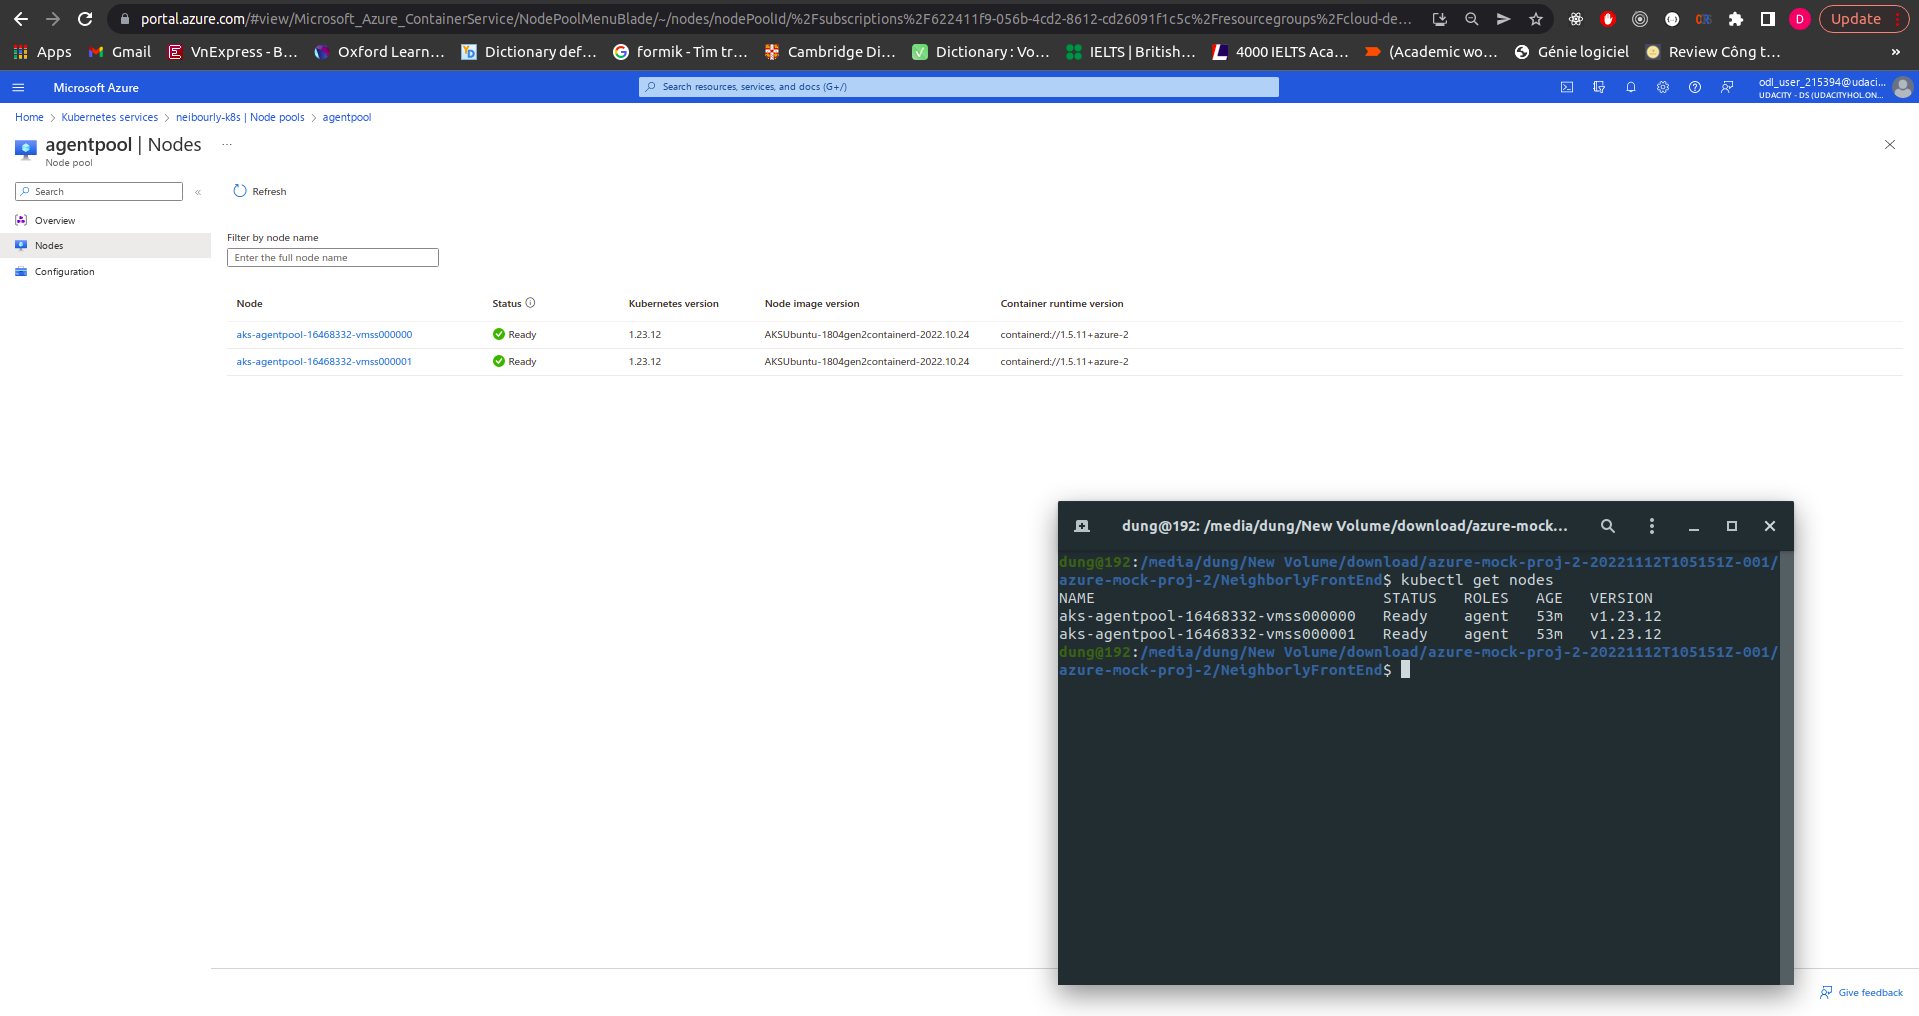 portal.azure.com/#view/Microsoft_Azure_ContainerService/NodePoolMenuBlade/~/nodes/nodePoolId/%2Fsubscriptions%2F622411f9-056b-4cd2-8612-cd26091f1c5c%2Fresourcegroups%2Fcloud-de... D Update
Apps Gmail VnExpress - B... Oxford Learn... Dictionary def... formik - Tìm tr... Cambridge Di... Dictionary : Vo... IELTS | British... 4000 IELTS Aca... (Academic wo... Génie logiciel Review Công t... »
Microsoft Azure Search resources, services, and docs (G+/) odl_user_215394@udaci...
UDACITY - DS (UDACITYHOL.ON...
Home > Kubernetes services > neibourly-k8s | Node pools > agentpool
agentpool | Nodes ...
Node pool
Search « Refresh
Overview
Nodes
Configuration
Filter by node name
Enter the full node name
Node Status Kubernetes version Node image version Container runtime version
aks-agentpool-16468332-vmss000000 Ready 1.23.12 AKSUbuntu-1804gen2containerd-2022.10.24 containerd://1.5.11+azure-2
aks-agentpool-16468332-vmss000001 Ready 1.23.12 AKSUbuntu-1804gen2containerd-2022.10.24 containerd://1.5.11+azure-2
dung@192: /media/dung/New Volume/download/azure-mock...
dung@192:/media/dung/New Volume/download/azure-mock-proj-2-20221112T105151Z-001/
azure-mock-proj-2/NeighborlyFrontEnd$ kubectl get nodes
NAME STATUS ROLES AGE VERSION
aks-agentpool-16468332-vmss000000 Ready agent 53m v1.23.12
aks-agentpool-16468332-vmss000001 Ready agent 53m v1.23.12
dung@192:/media/dung/New Volume/download/azure-mock-proj-2-20221112T105151Z-001/
azure-mock-proj-2/NeighborlyFrontEnd$
Give feedback